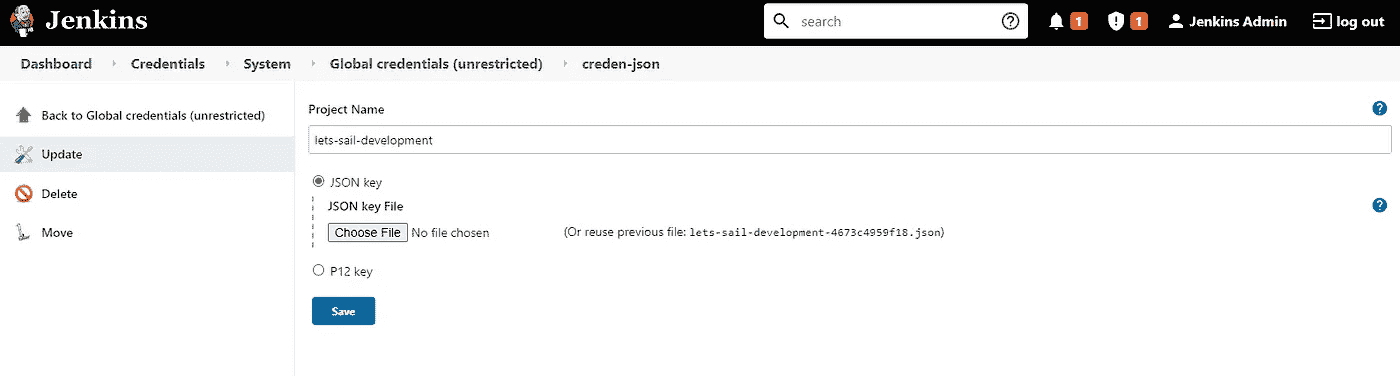 Jenkins
search
1
1
Jenkins Admin
log out
Dashboard
Credentials
System
Global credentials (unrestricted)
creden-json
Back to Global credentials (unrestricted)
Update
Delete
Move
Project Name
lets-sail-development
JSON key
JSON key File
Choose File No file chosen (Or reuse previous file: lets-sail-development-4673c4959f18.json)
P12 key
Save